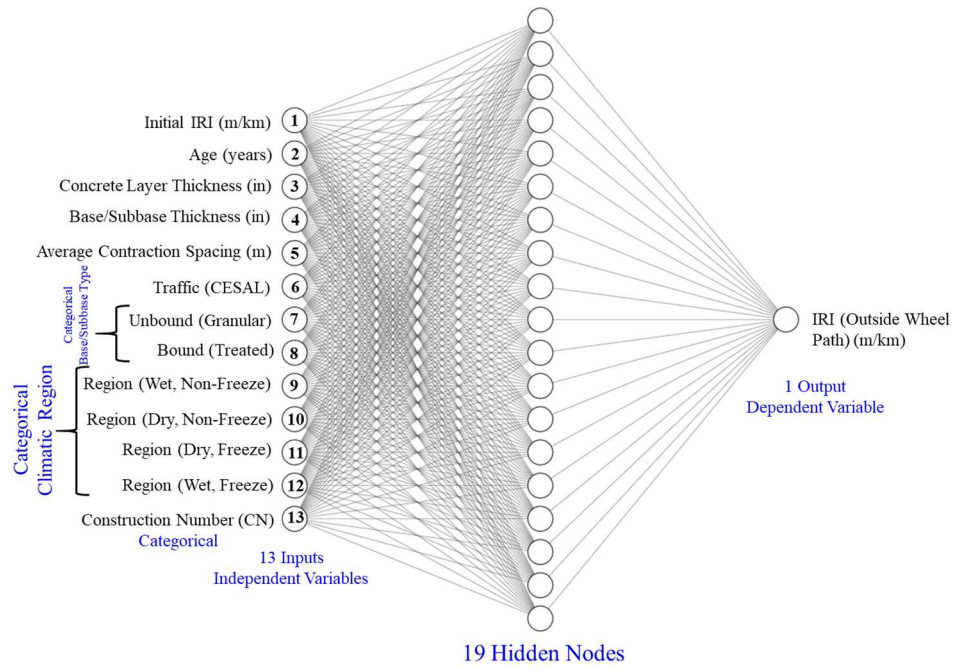 Initial IRI (m/km)
1
Age (years)
2
Concrete Layer Thickness (in)
3
Base/Subbase Thickness (in)
4
Average Contraction Spacing (m)
5
Traffic (CESAL)
6
Categorical
Base/Subbase Type
Unbound (Granular)
7
Bound (Treated)
8
Categorical
Climatic Region
Region (Wet, Non-Freeze)
9
Region (Dry, Non-Freeze)
10
Region (Dry, Freeze)
11
Region (Wet, Freeze)
12
Construction Number (CN)
13
Categorical
13 Inputs
Independent Variables
19 Hidden Nodes
IRI (Outside Wheel
Path) (m/km)
1 Output
Dependent Variable